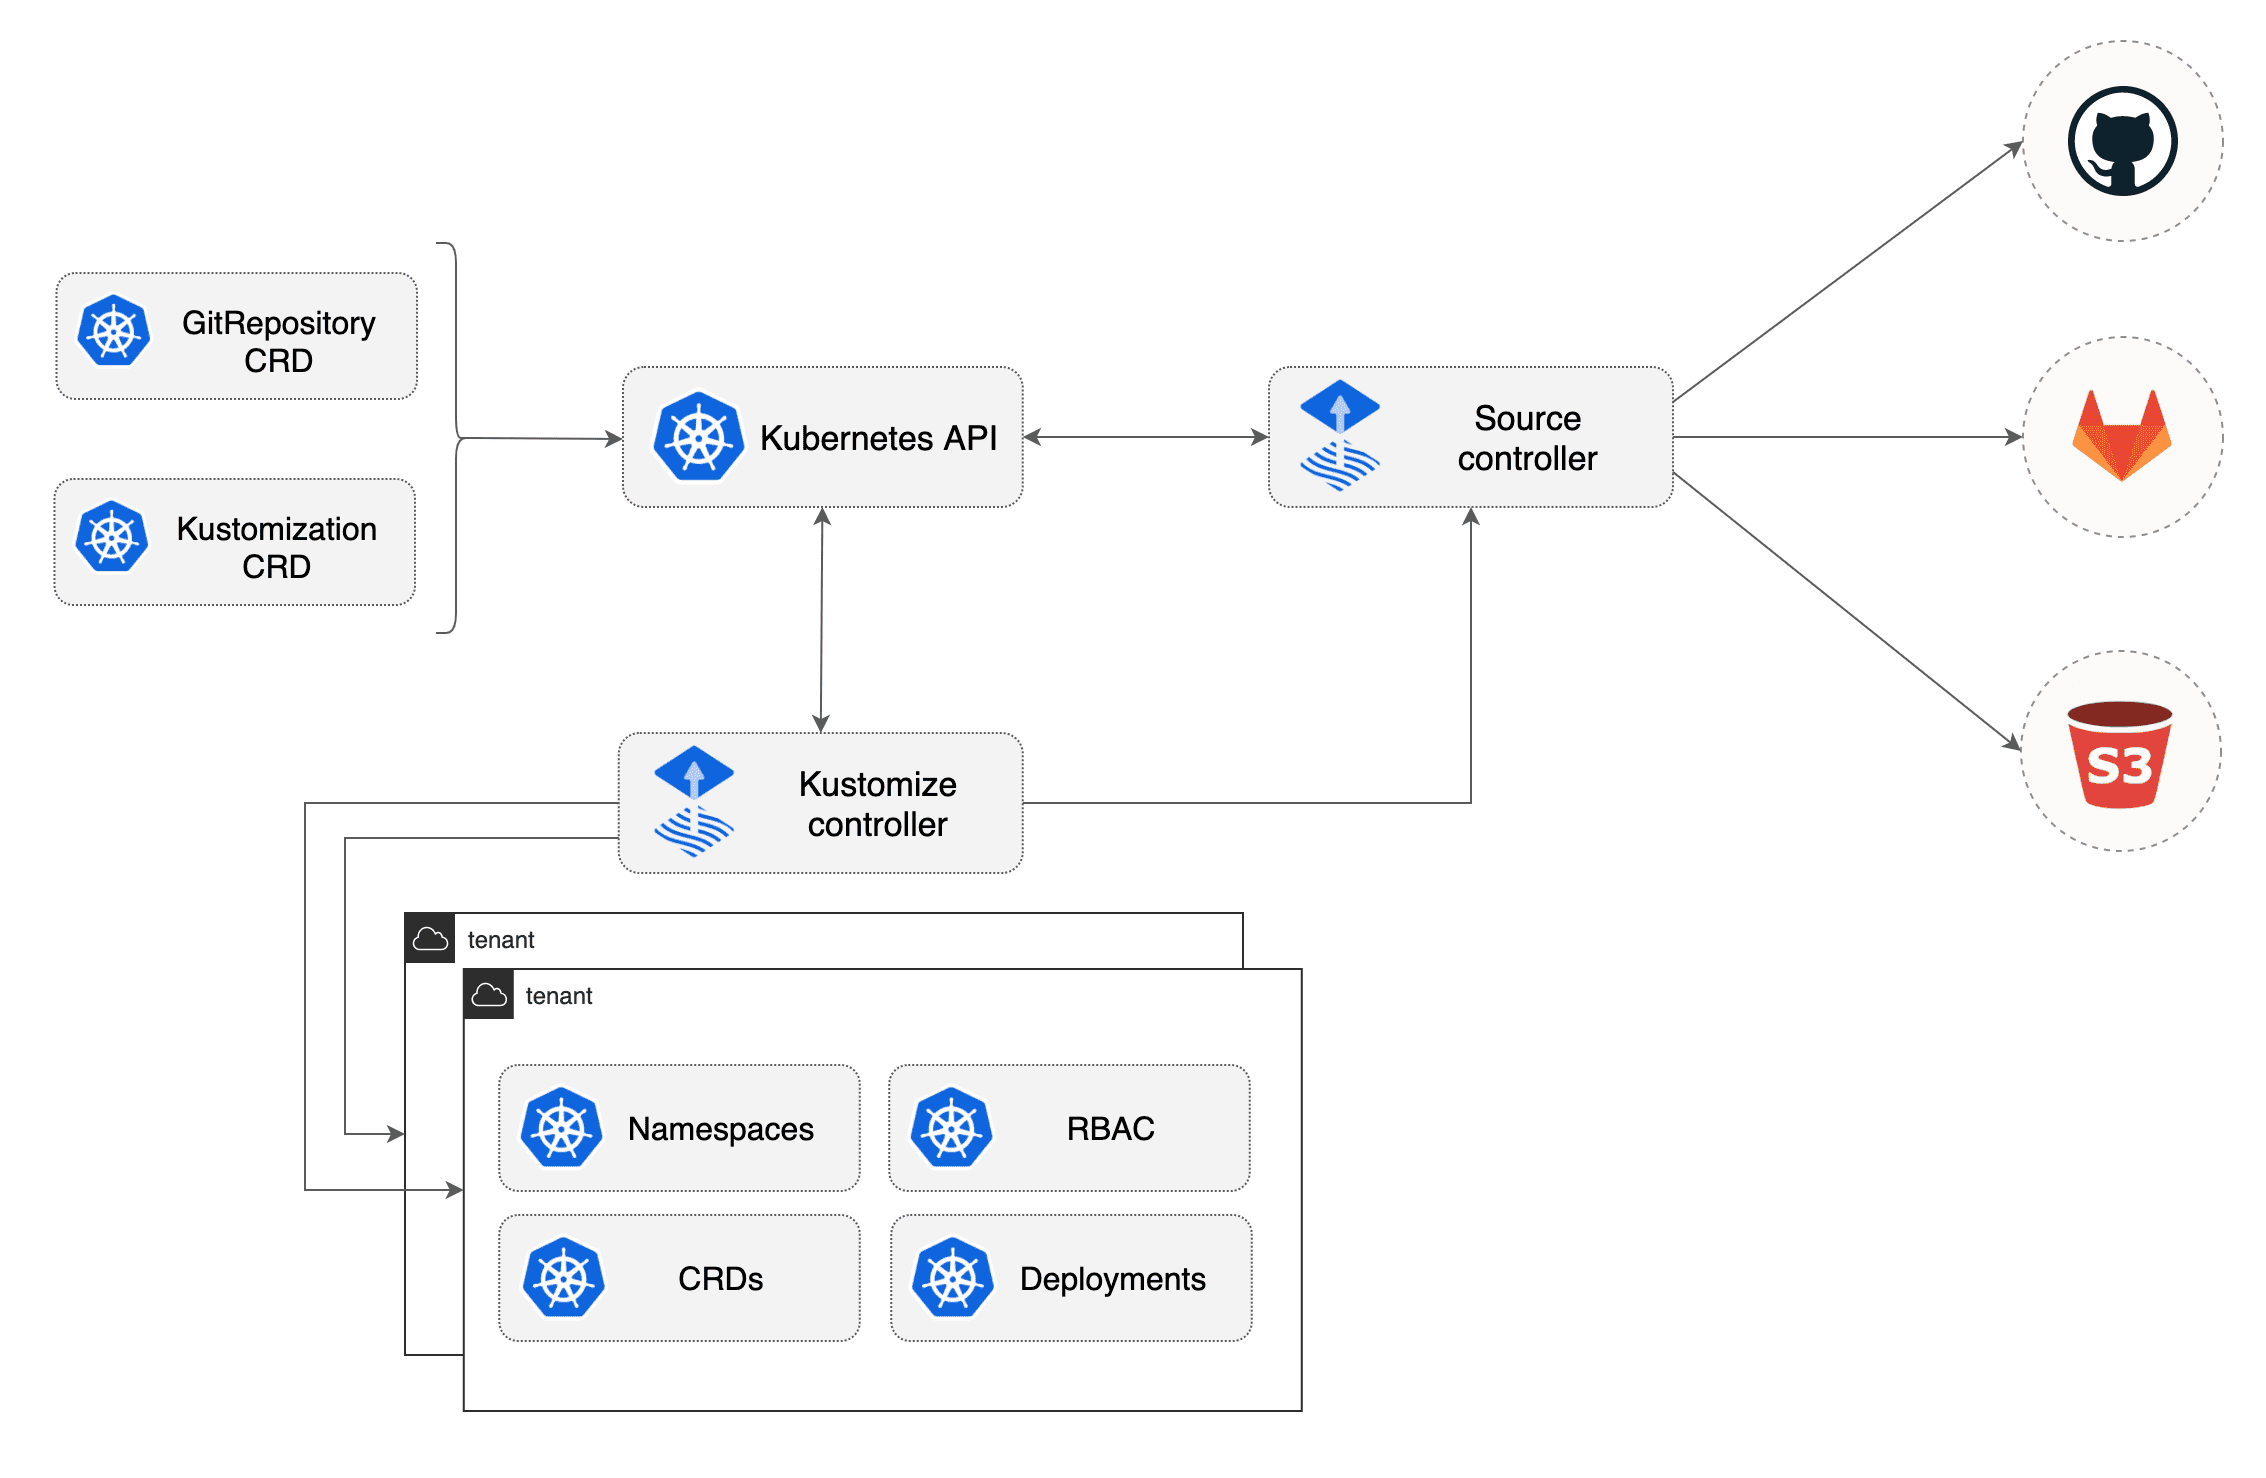 GitRepository
CRD
Kustomization
CRD
Kubernetes API
Source
controller
S3
Kustomize
controller
tenant
tenant
Namespaces
RBAC
CRDs
Deployments